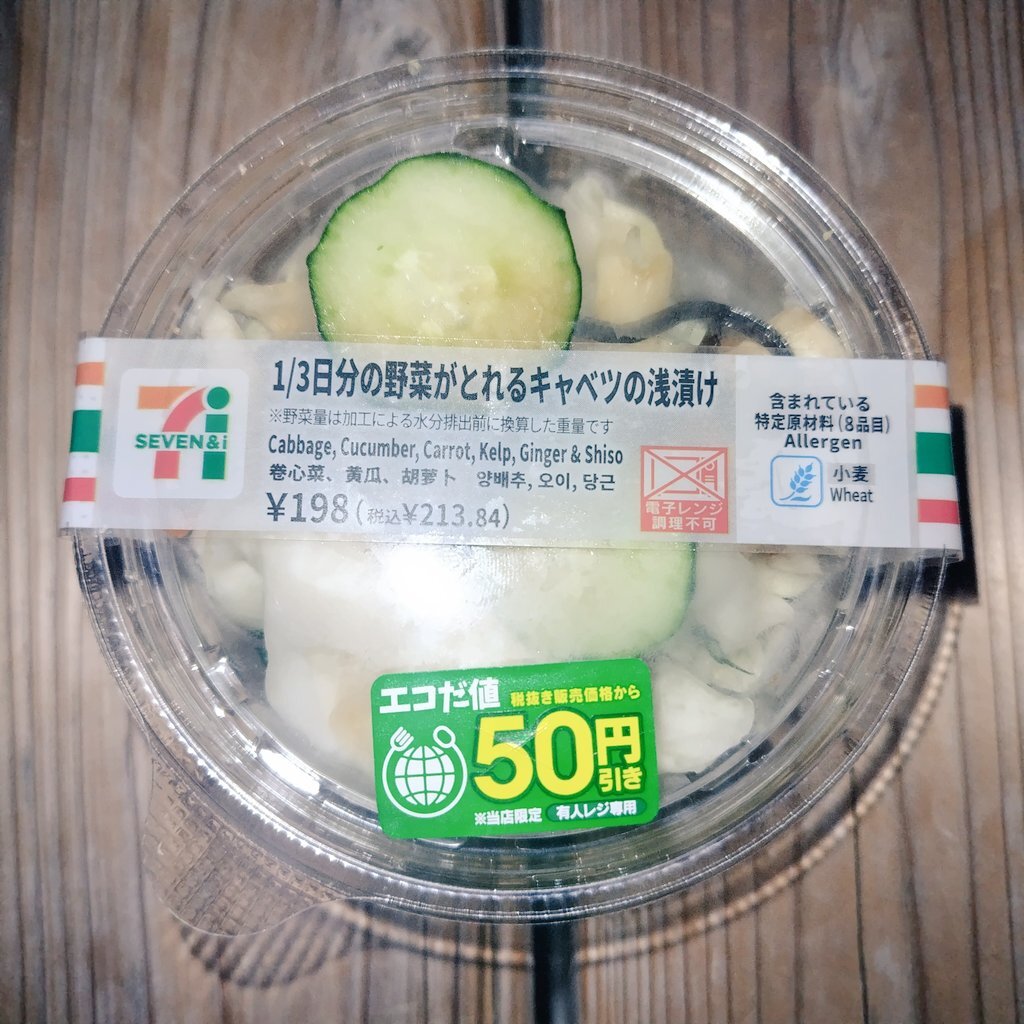 SEVEN&i
1/3日分の野菜がとれるキャベツの浅漬け
※野菜量は加工による水分排出前に換算した重量です
Cabbage, Cucumber, Carrot, Kelp, Ginger & Shiso
卷心菜、黄瓜、胡萝卜 양배추, 오이, 당근
¥198(税込¥213.84)
電子レンジ
調理不可
含まれている
特定原材料(8品目)
Allergen
小麦
Wheat
エコだ値 税抜き販売価格から
50円
引き
※当店限定 有人レジ専用